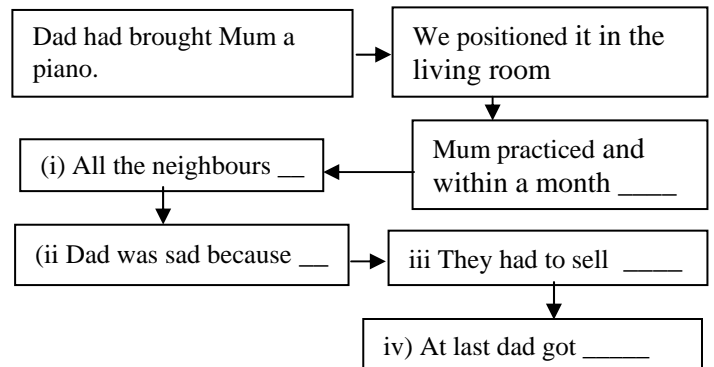 Dad had brought Mum a
piano.
We positioned it in the
living room
Mum practiced and
within a month ____
(i) All the neighbours __
(ii Dad was sad because __
iii They had to sell ____
iv) At last dad got _____